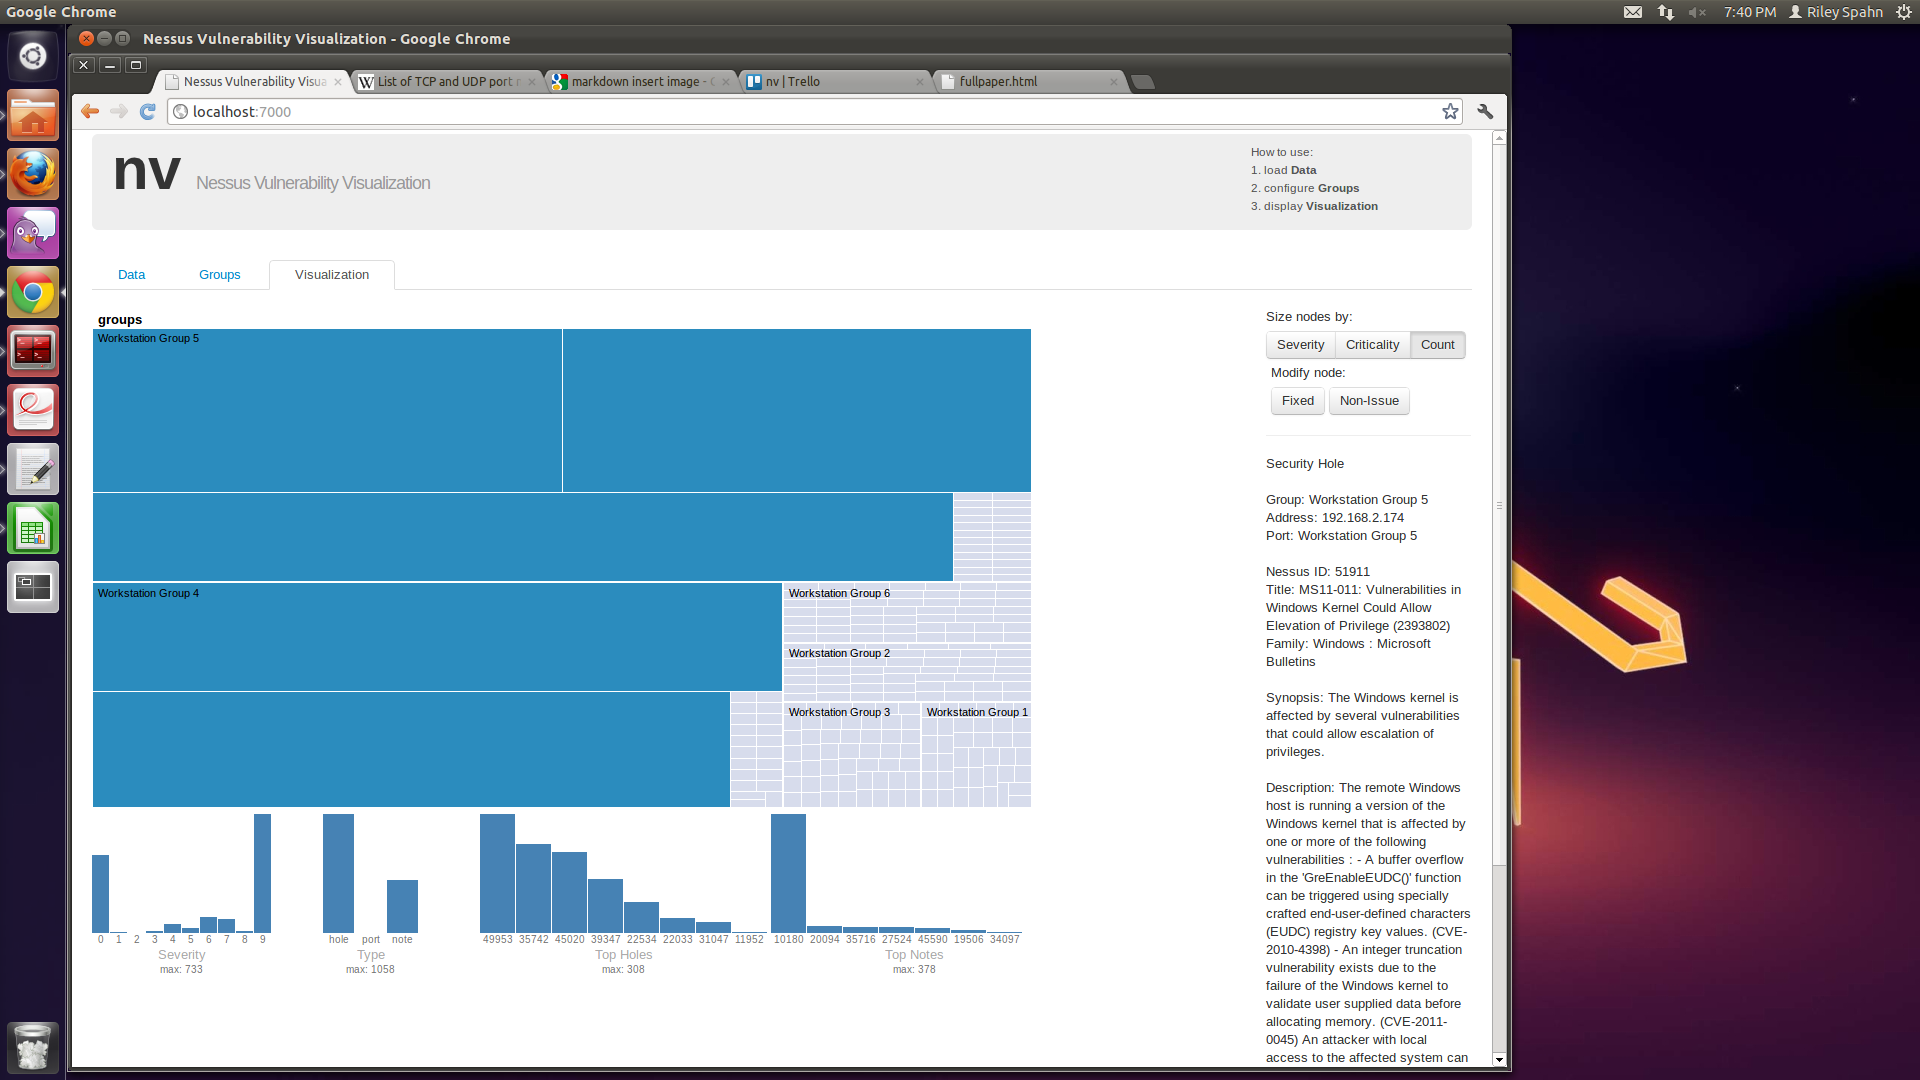 Google Chrome
7:40 PM
Riley Spahn
Nessus Vulnerability Visualization - Google Chrome
Nessus Vulnerability Visua
List of TCP and UDP port
markdown insert image -
nv | Trello
fullpaper.html
localhost:7000
nv Nessus Vulnerability Visualization
How to use:
1. load Data
2. configure Groups
3. display Visualization
Data
Groups
Visualization
groups
Workstation Group 5
Workstation Group 4
Workstation Group 6
Workstation Group 2
Workstation Group 3
Workstation Group 1
0 1 2 3 4 5 6 7 8 9
Severity
max: 733
hole port note
Type
max: 1058
49953 35742 45020 39347 22534 22033 31047 11952
Top Holes
max: 308
10180 20094 35716 27524 45590 19506 34097
Top Notes
max: 378
Size nodes by:
Severity Criticality Count
Modify node:
Fixed Non-Issue
Security Hole
Group: Workstation Group 5
Address: 192.168.2.174
Port: Workstation Group 5
Nessus ID: 51911
Title: MS11-011: Vulnerabilities in
Windows Kernel Could Allow
Elevation of Privilege (2393802)
Family: Windows : Microsoft
Bulletins
Synopsis: The Windows kernel is
affected by several vulnerabilities
that could allow escalation of
privileges.
Description: The remote Windows
host is running a version of the
Windows kernel that is affected by
one or more of the following
vulnerabilities : - A buffer overflow
in the 'GreEnableEUDC()' function
can be triggered using specially
crafted end-user-defined characters
(EUDC) registry key values. (CVE-
2010-4398) - An integer truncation
vulnerability exists due to the
failure of the Windows kernel to
validate user supplied data before
allocating memory. (CVE-2011-
0045) An attacker with local
access to the affected system can